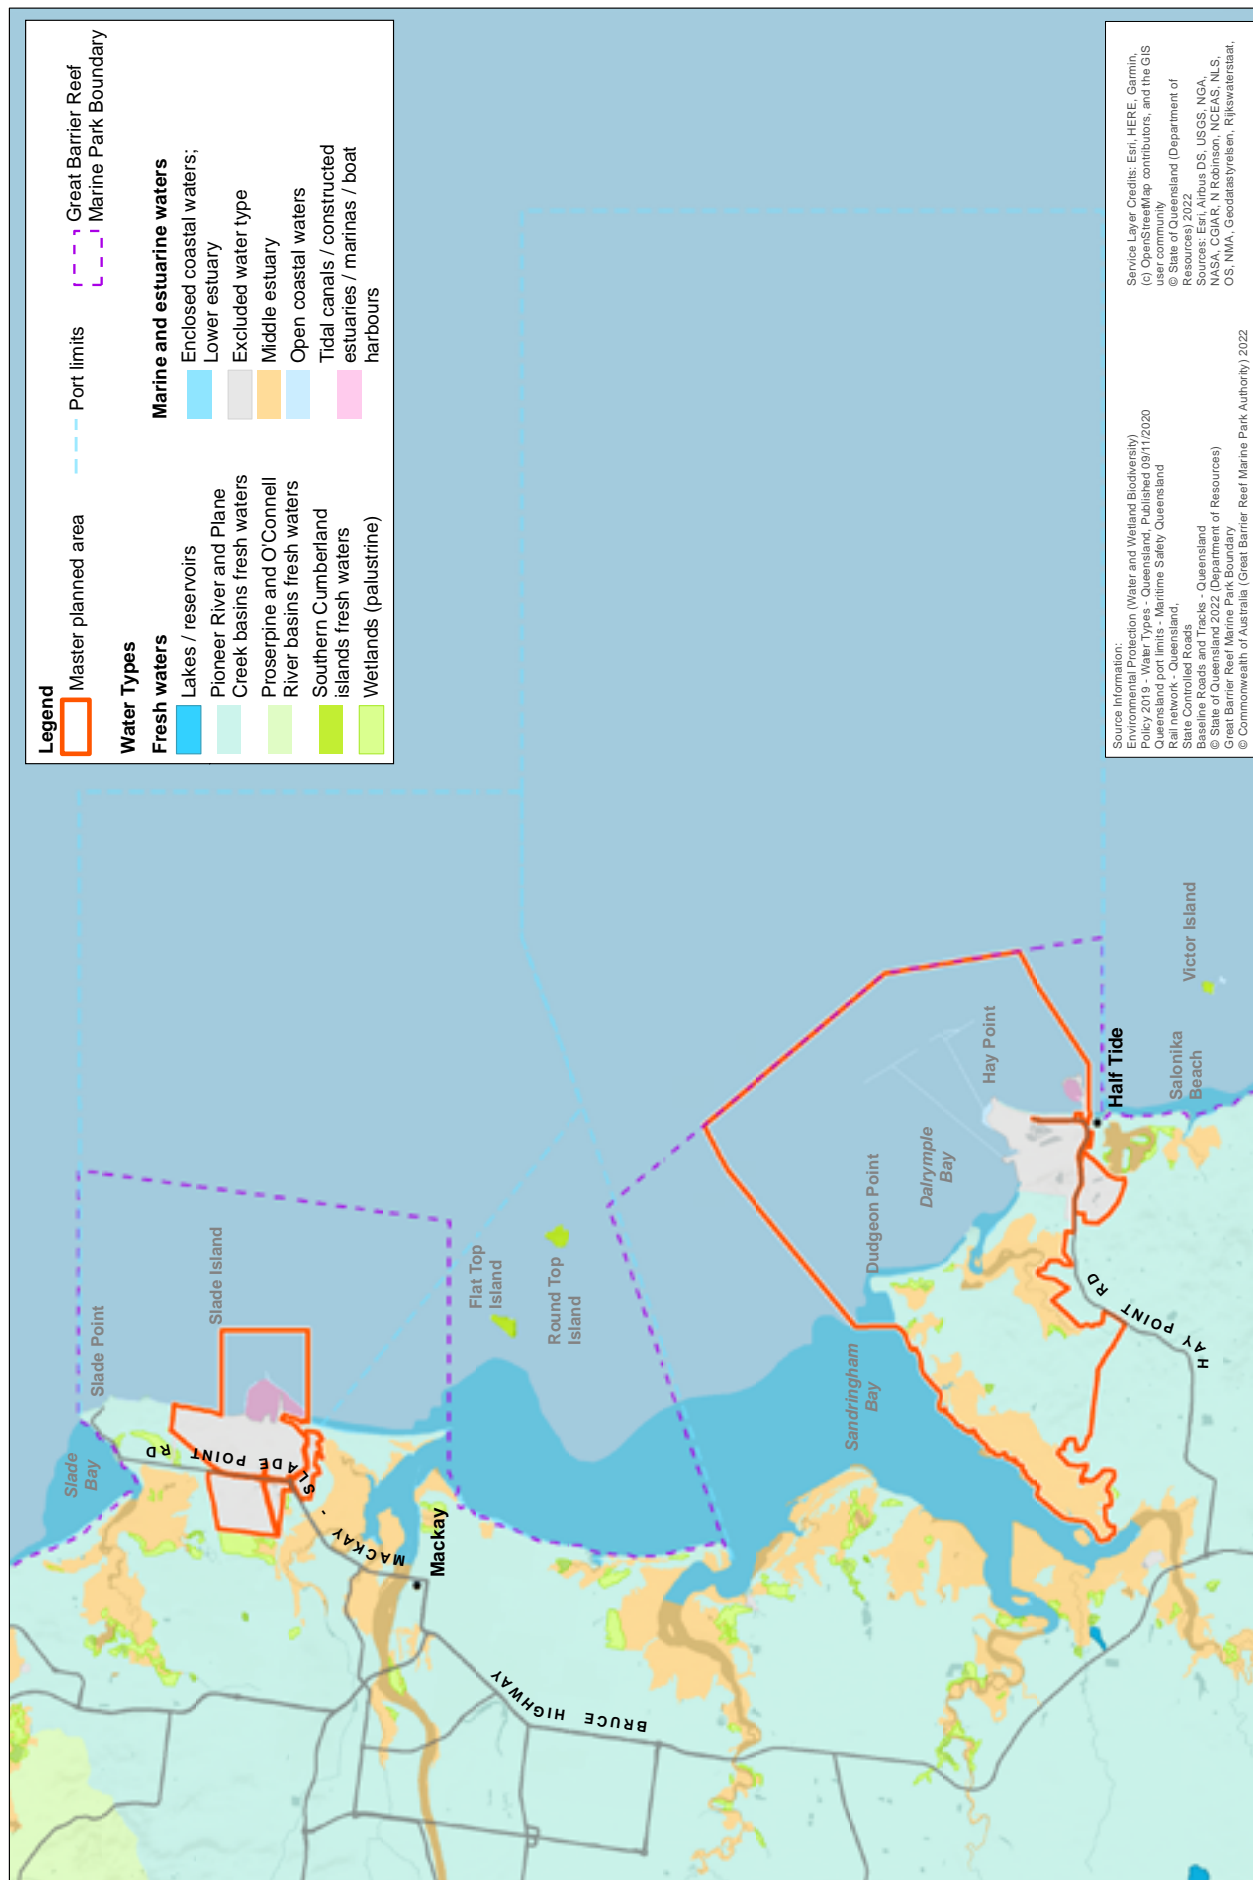 Legend
Master planned area
Port limits
Great Barrier Reef
Marine Park Boundary
Water Types
Fresh waters
Lakes / reservoirs
Pioneer River and Plane
Creek basins fresh waters
Proserpine and O'Connell
River basins fresh waters
Southern Cumberland
islands fresh waters
Wetlands (palustrine)
Marine and estuarine waters
Enclosed coastal waters;
Lower estuary
Excluded water type
Middle estuary
Open coastal waters
Tidal canals / constructed
estuaries / marinas / boat
harbours
Slade
Bay
Slade Point
Slade Island
MACKAY - SLADE POINT RD
Mackay
Flat Top
Island
Round Top
Island
BRUCE HIGHWAY
Sandringham
Bay
Dudgeon Point
Dalrymple
Bay
Hay Point
HAY POINT RD
Half Tide
Salonika
Beach
Victor Island
Source Information:
Environmental Protection (Water and Wetland Biodiversity)
Policy 2019 - Water Types - Queensland, Published 09/11/2020
Queensland port limits - Maritime Safety Queensland
Rail network - Queensland,
State Controlled Roads
Baseline Roads and Tracks - Queensland
© State of Queensland 2022 (Department of Resources)
Great Barrier Reef Marine Park Boundary
© Commonwealth of Australia (Great Barrier Reef Marine Park Authority) 2022
Service Layer Credits: Esri, HERE, Garmin,
(c) OpenStreetMap contributors, and the GIS
user community
© State of Queensland (Department of
Resources) 2022
Sources: Esri, Airbus DS, USGS, NGA,
NASA, CGIAR, N Robinson, NCEAS, NLS,
OS, NMA, Geodatastyrelsen, Rijkswaterstaat,